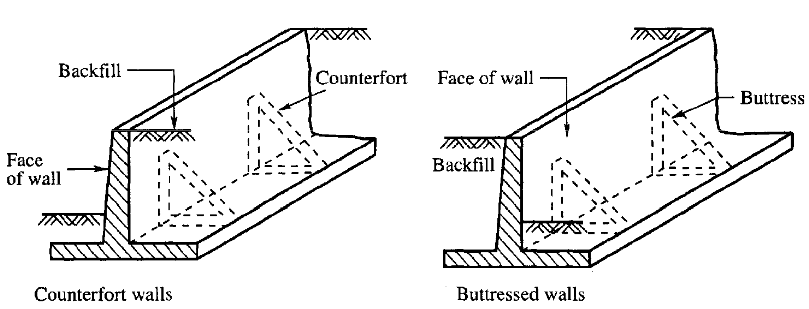 Backfill
Counterfort
Face
of wall
Counterfort walls
Face of wall
Buttress
Backfill
Buttressed walls